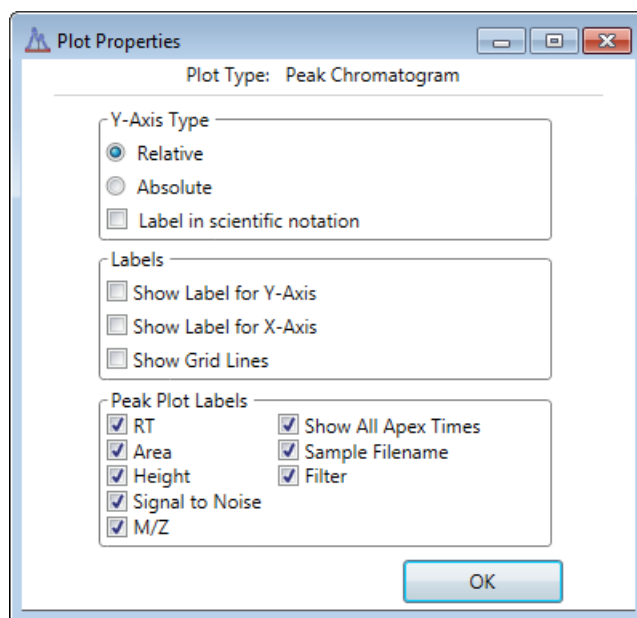 Plot Properties
Plot Type: Peak Chromatogram
Y-Axis Type
Relative
Absolute
Label in scientific notation
Labels
Show Label for Y-Axis
Show Label for X-Axis
Show Grid Lines
Peak Plot Labels
RT Show All Apex Times
Area Sample Filename
Height Filter
Signal to Noise
M/Z
OK